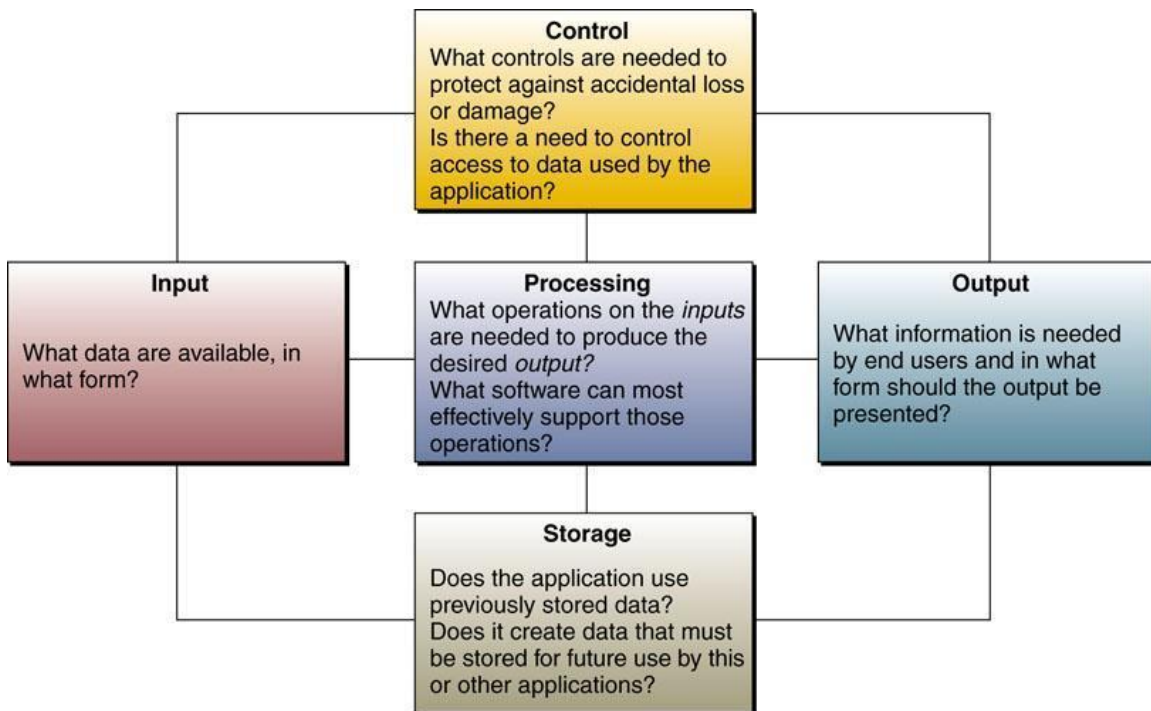 Control
What controls are needed to
protect against accidental loss
or damage?
Is there a need to control
access to data used by the
application?
Input
What data are available, in
what form?
Processing
What operations on the inputs
are needed to produce the
desired output?
What software can most
effectively support those
operations?
Output
What information is needed
by end users and in what
form should the output be
presented?
Storage
Does the application use
previously stored data?
Does it create data that must
be stored for future use by this
or other applications?